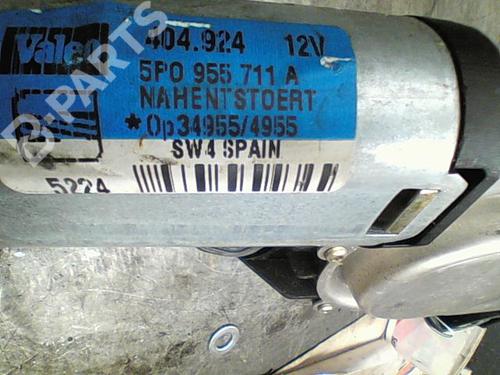 Valeo 404.924 12V
5P0 955 711 A
NAHENTSTOERT
*Op34955/4955
SW4 SPAIN
5224
B-PARTS